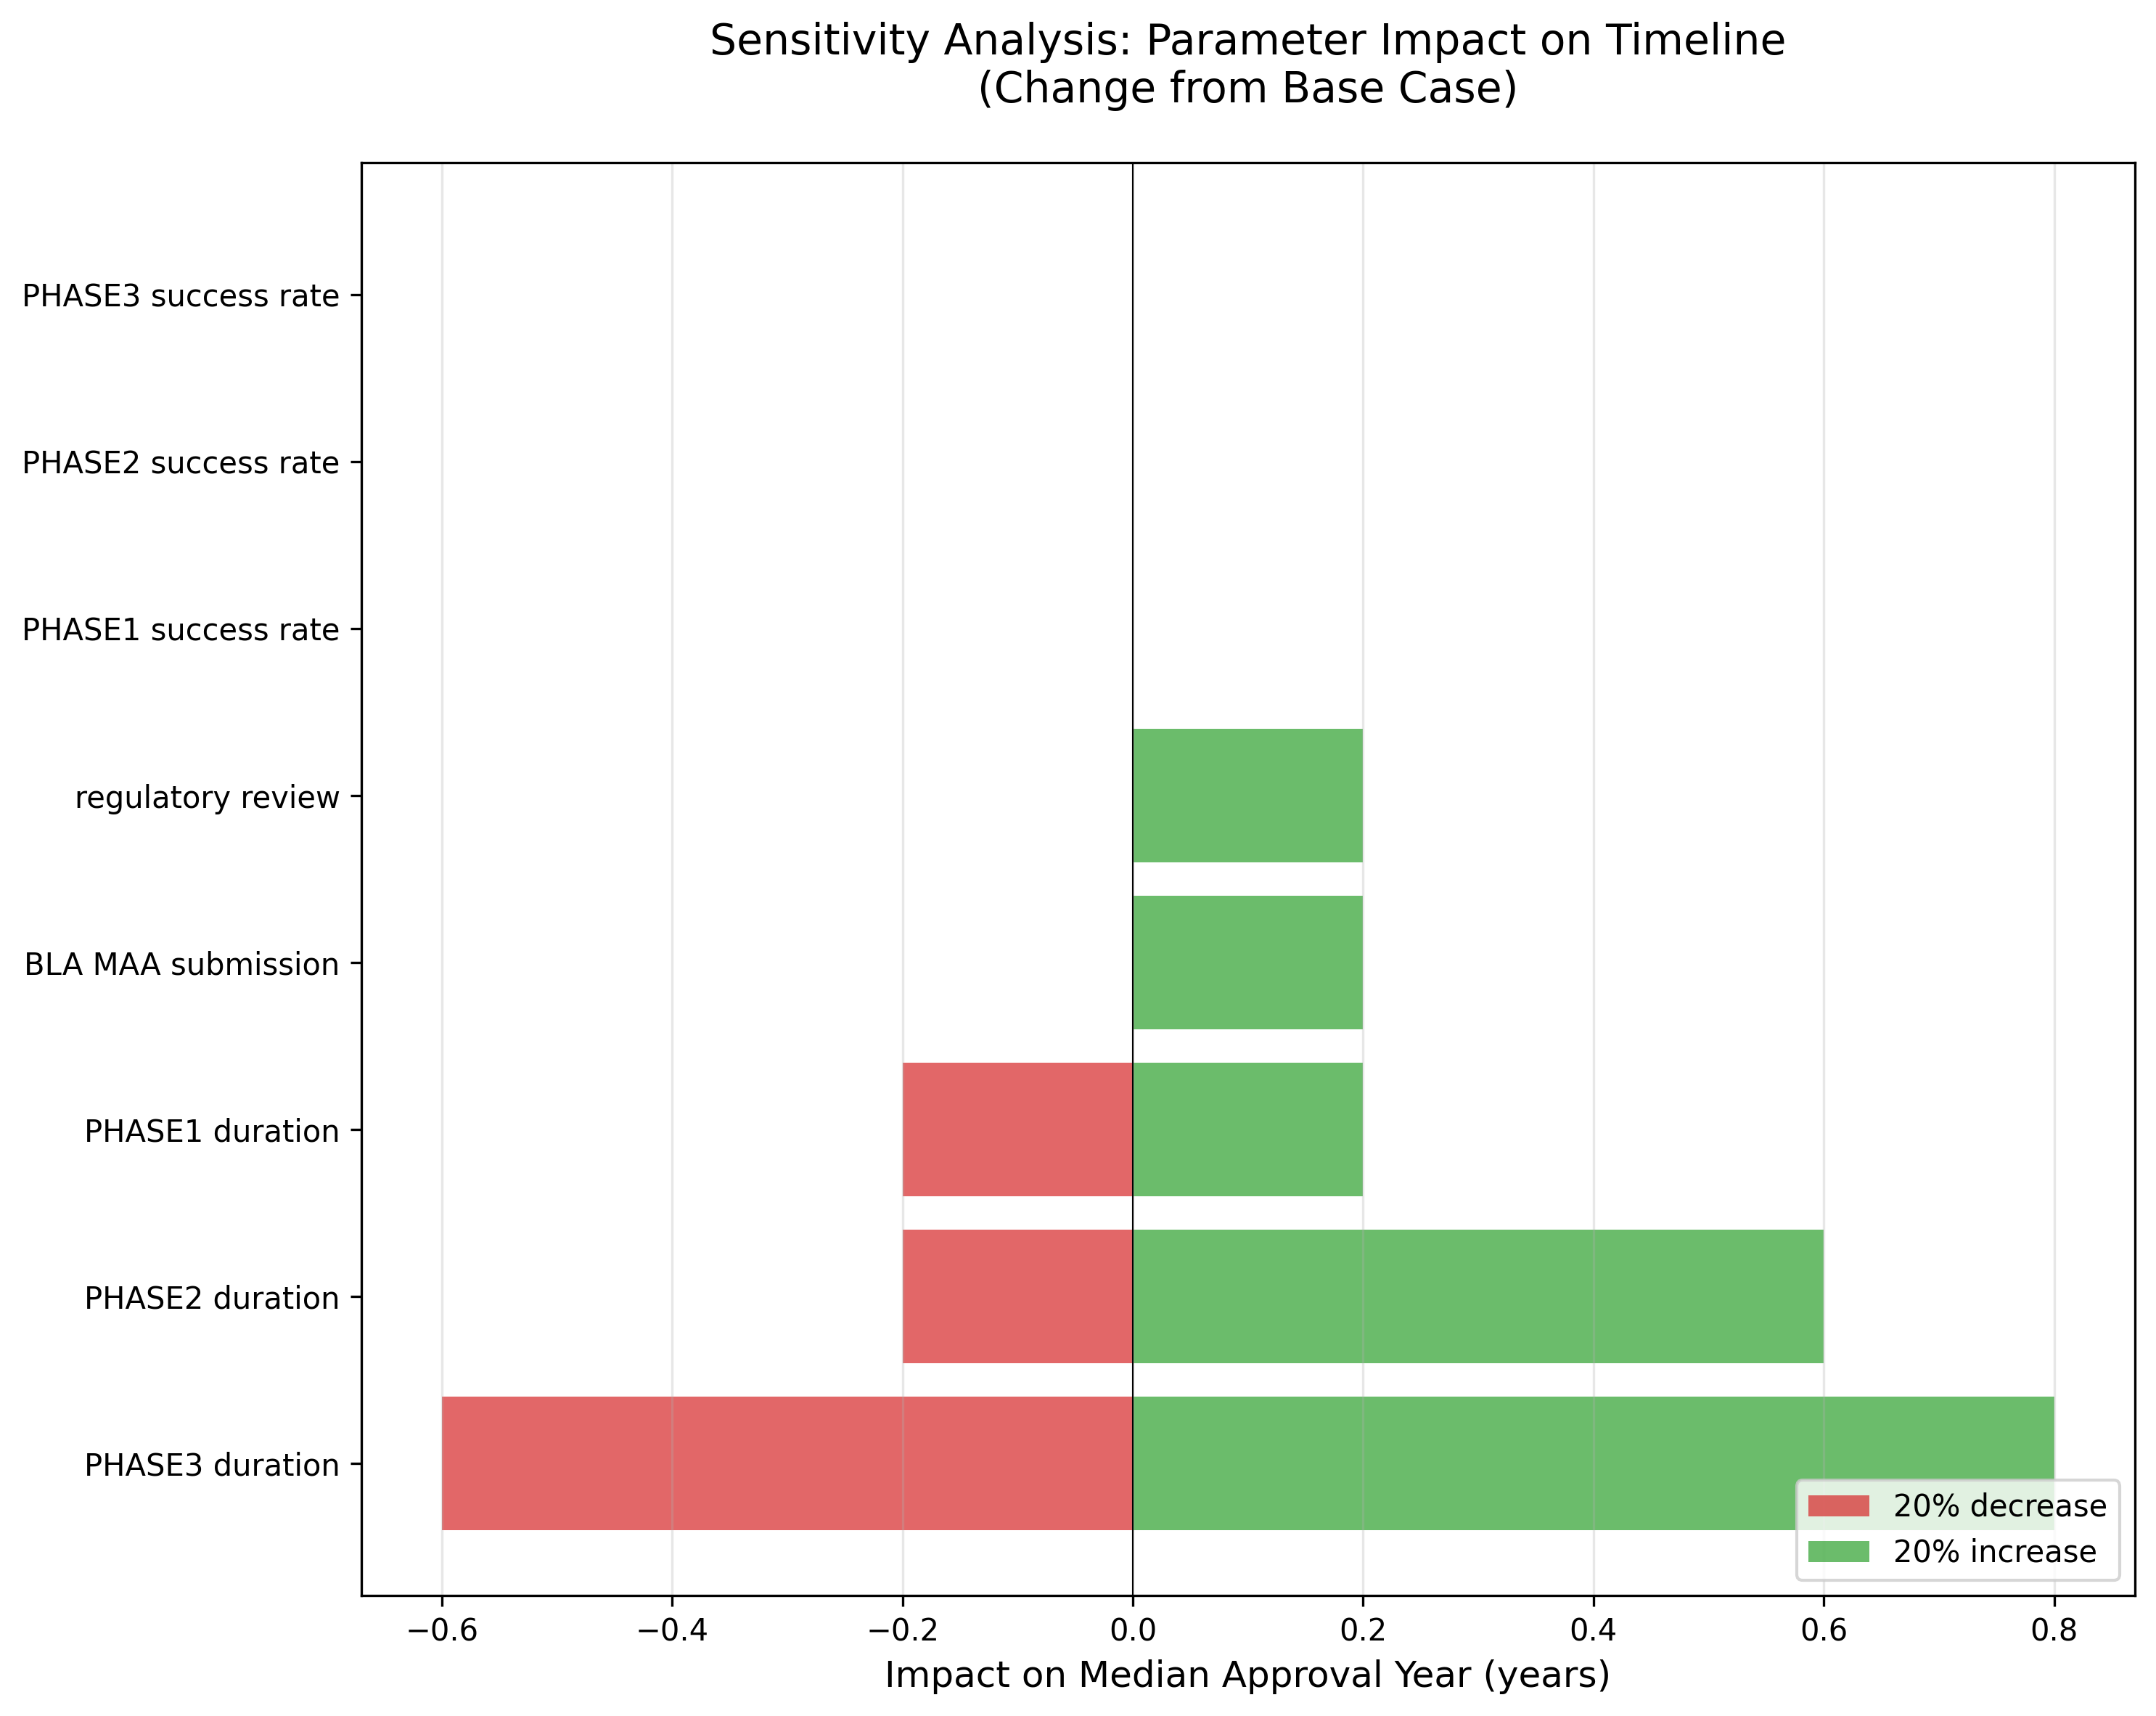 Sensitivity Analysis: Parameter Impact on Timeline
(Change from Base Case)
PHASE3 success rate
PHASE2 success rate
PHASE1 success rate
regulatory review
BLA MAA submission
PHASE1 duration
PHASE2 duration
PHASE3 duration
20% decrease
20% increase
−0.6 −0.4 −0.2 0.0 0.2 0.4 0.6 0.8
Impact on Median Approval Year (years)